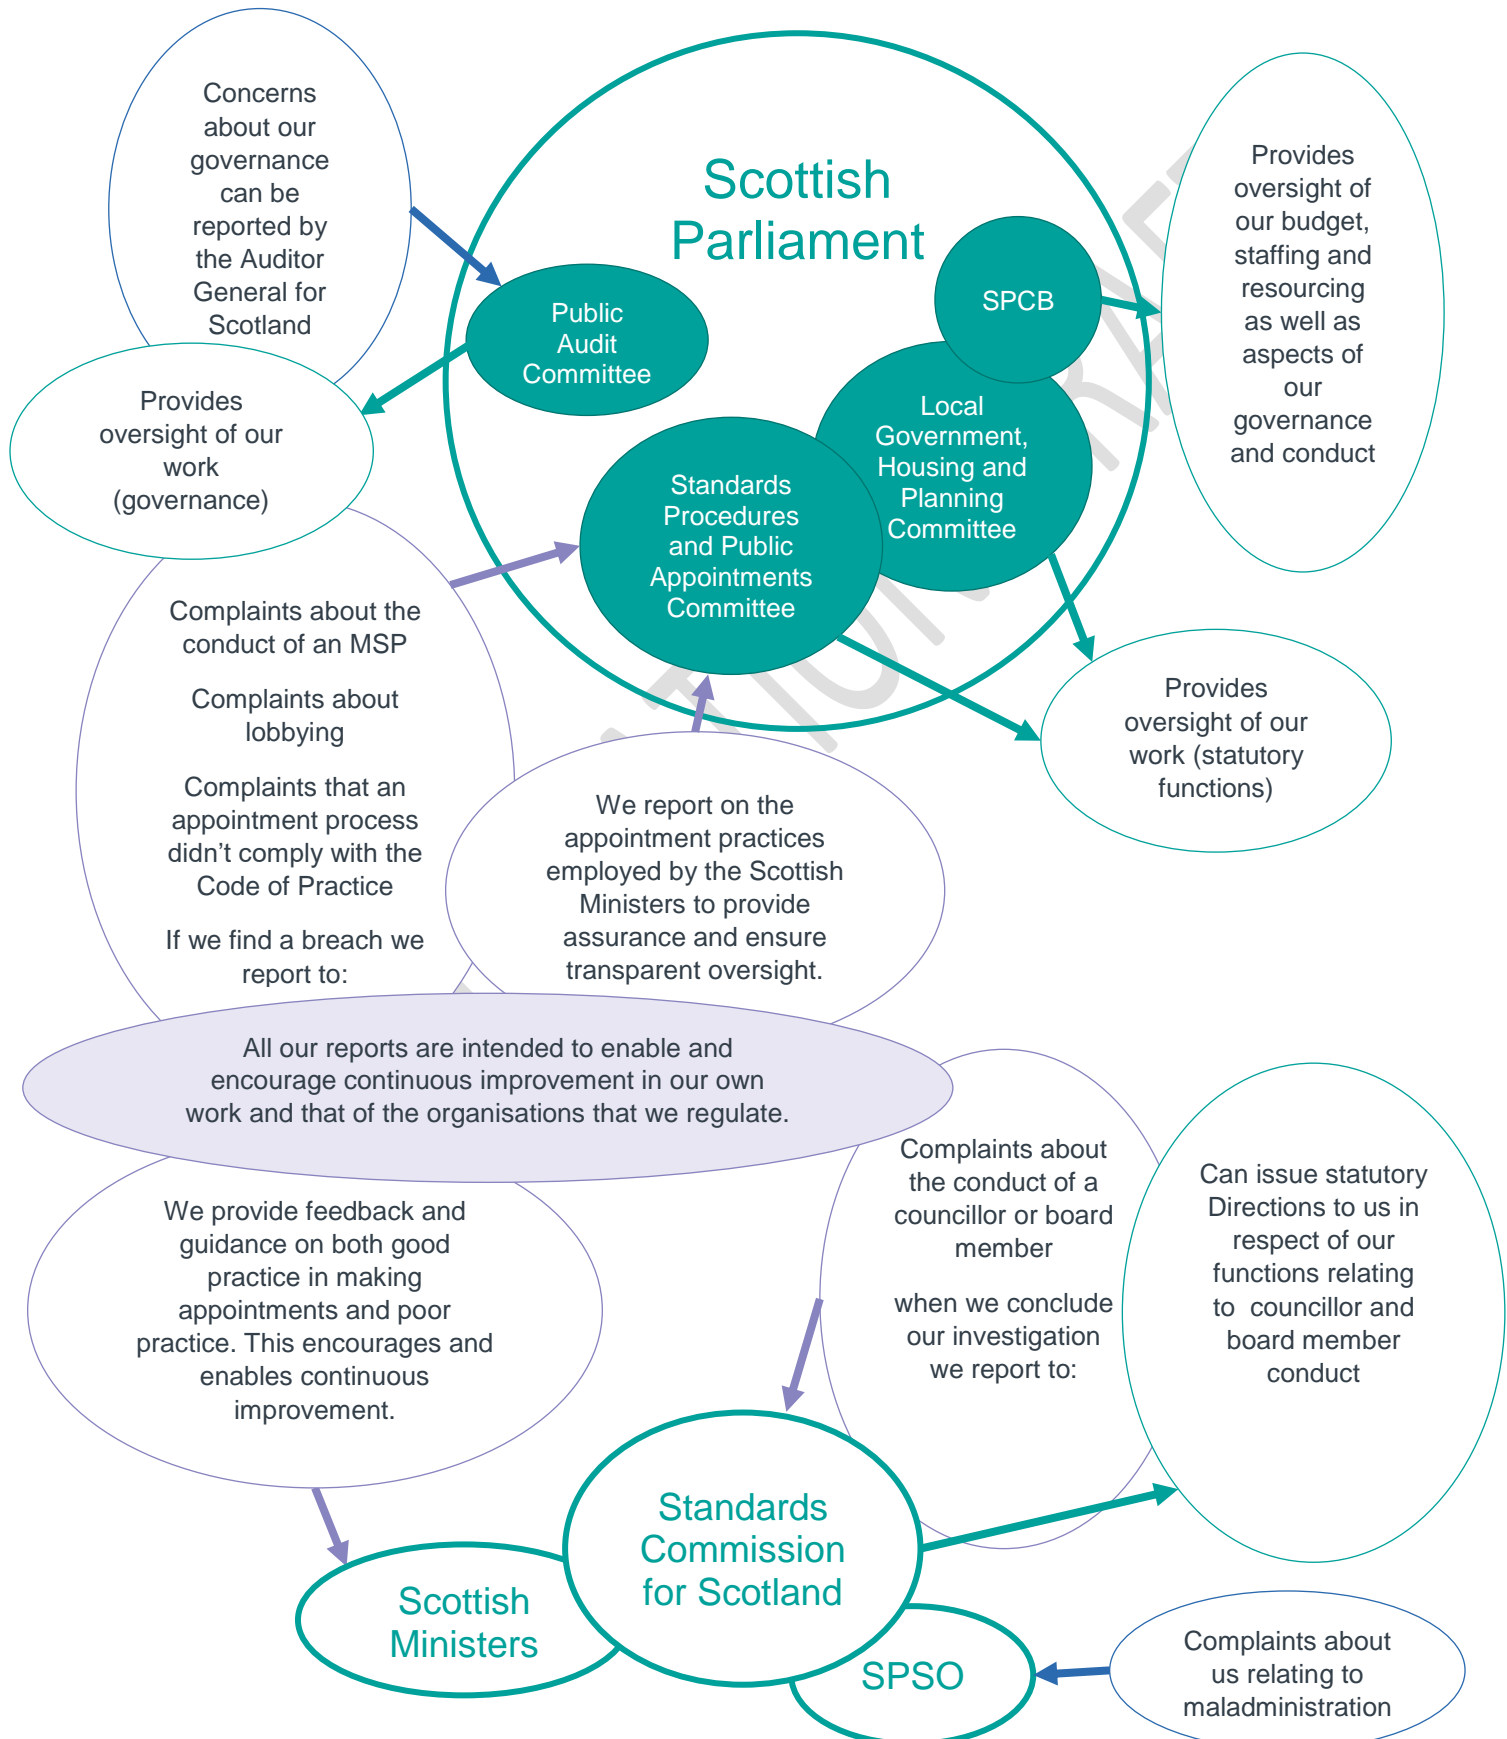 Concerns
about our
governance
can be
reported by
the Auditor
General for
Scotland
Scottish
Parliament
Provides
oversight of
our budget,
staffing and
resourcing
as well as
aspects of
our
governance
and conduct
SPCB
Public
Audit
Committee
Provides
oversight of our
work
(governance)
Local
Government,
Housing and
Planning
Committee
Standards
Procedures
and Public
Appointments
Committee
Complaints about the
conduct of an MSP
Complaints about
lobbying
Complaints that an
appointment process
didn’t comply with the
Code of Practice
If we find a breach we
report to:
Provides
oversight of our
work (statutory
functions)
We report on the
appointment practices
employed by the Scottish
Ministers to provide
assurance and ensure
transparent oversight.
All our reports are intended to enable and
encourage continuous improvement in our own
work and that of the organisations that we regulate.
Complaints about
the conduct of a
councillor or board
member
when we conclude
our investigation
we report to:
Can issue statutory
Directions to us in
respect of our
functions relating
to  councillor and
board member
conduct
We provide feedback and
guidance on both good
practice in making
appointments and poor
practice. This encourages and
enables continuous
improvement.
Standards
Commission
for Scotland
Scottish
Ministers
SPSO
Complaints about
us relating to
maladministration